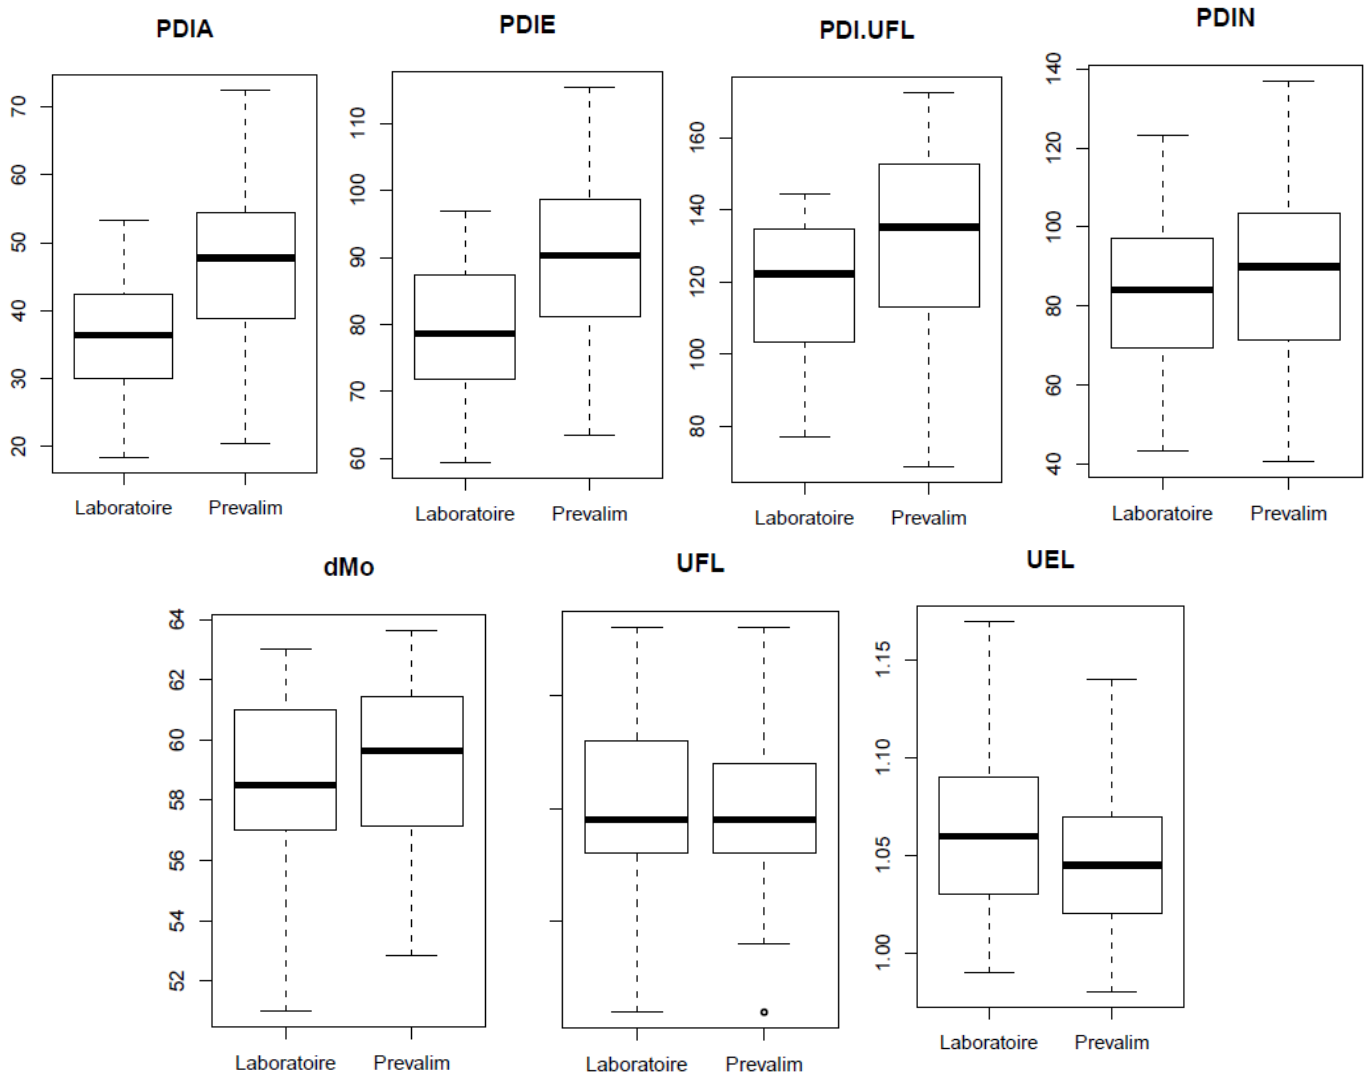 PDIA
70
60
50
40
30
20
Laboratoire Prevalim
PDIE
110
100
90
80
70
60
Laboratoire Prevalim
PDI.UFL
160
140
120
100
80
Laboratoire Prevalim
PDIN
140
120
100
80
60
40
Laboratoire Prevalim
dMo
64
62
60
58
56
54
52
Laboratoire Prevalim
UFL
Laboratoire Prevalim
UEL
1.15
1.10
1.05
1.00
Laboratoire Prevalim